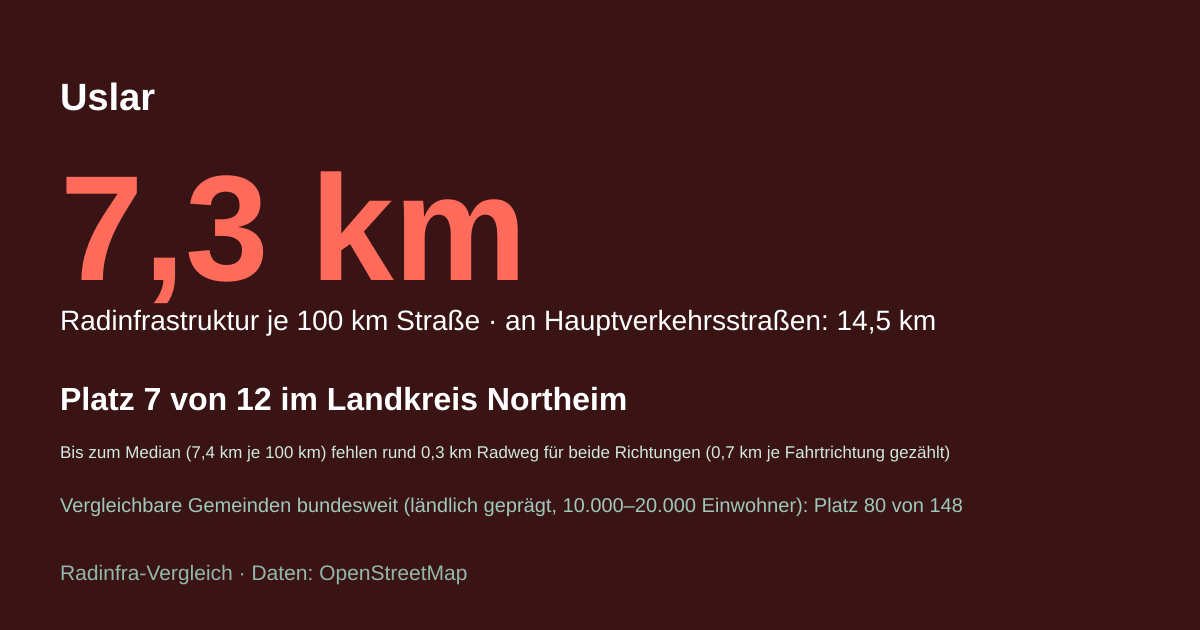 Uslar
7,3 km
Radinfrastruktur je 100 km Straße · an Hauptverkehrsstraßen: 14,5 km
Platz 7 von 12 im Landkreis Northeim
Bis zum Median (7,4 km je 100 km) fehlen rund 0,3 km Radweg für beide Richtungen (0,7 km je Fahrtrichtung gezählt)
Vergleichbare Gemeinden bundesweit (ländlich geprägt, 10.000–20.000 Einwohner): Platz 80 von 148
Radinfra-Vergleich · Daten: OpenStreetMap